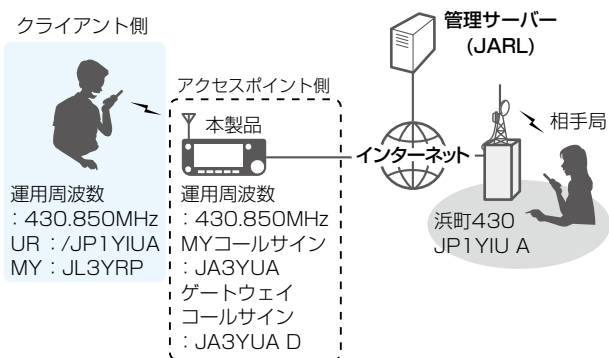 クライアント側
運用周波数
：430.850MHz
UR ：/JP1YIUA
MY：JL3YRP
アクセスポイント側
本製品
運用周波数
：430.850MHz
MYコールサイン
：JA3YUA
ゲートウェイ
コールサイン
：JA3YUA D
管理サーバー
(JARL)
インターネット
相手局
浜町430
JP1YIU A